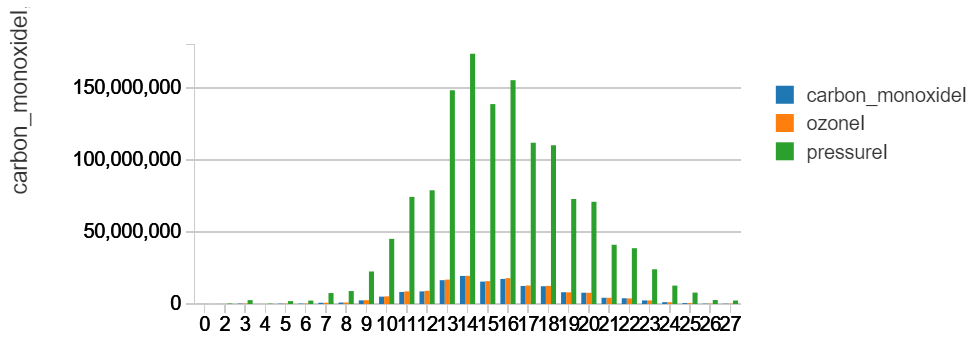 carbon_monoxidel,
150,000,000
100,000,000
50,000,000
0
0 2 3 4 5 6 7 8 9 10 11 12 13 14 15 16 17 18 19 20 21 22 23 24 25 26 27
carbon_monoxidel
ozonel
pressurel